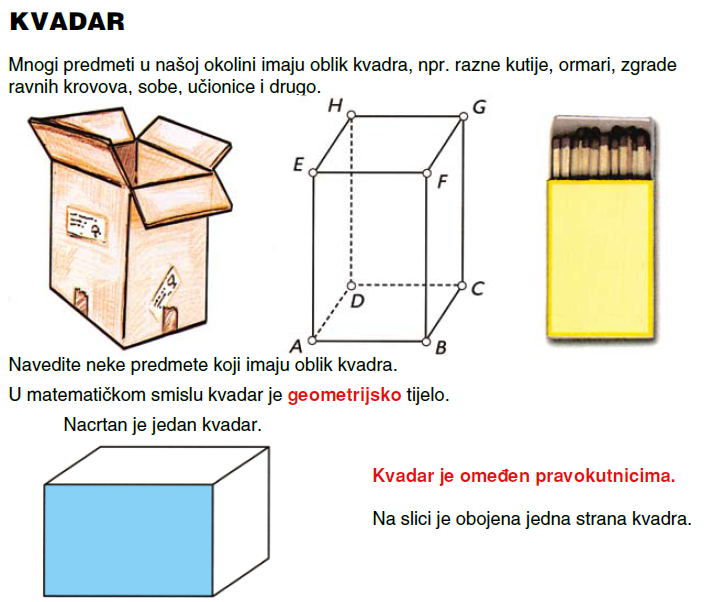 KVADAR
Mnogi predmeti u našoj okolini imaju oblik kvadra, npr. razne kutije, ormari, zgrade
ravnih krovova, sobe, učionice i drugo.
H G
E F
D C
A B
Navedite neke predmete koji imaju oblik kvadra.
U matematičkom smislu kvadar je geometrijsko tijelo.
Nacrtan je jedan kvadar.
Kvadar je omeđen pravokutnicima.
Na slici je obojena jedna strana kvadra.